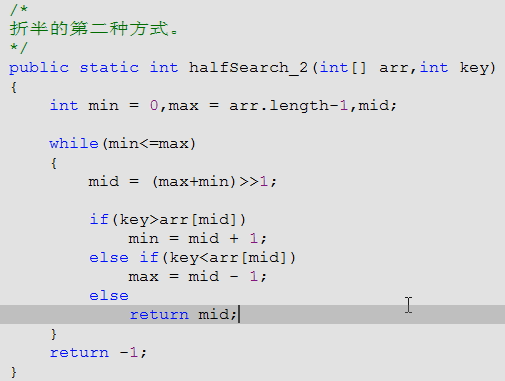 /*
折半的第二种方式。
*/
public static int halfSearch_2(int[] arr,int key)
{
    int min = 0,max = arr.length-1,mid;
    while(min<=max)
    {
        mid = (max+min)>>1;
        if(key>arr[mid])
            min = mid + 1;
        else if(key<arr[mid])
            max = mid - 1;
        else
            return mid;
    }
    return -1;
}